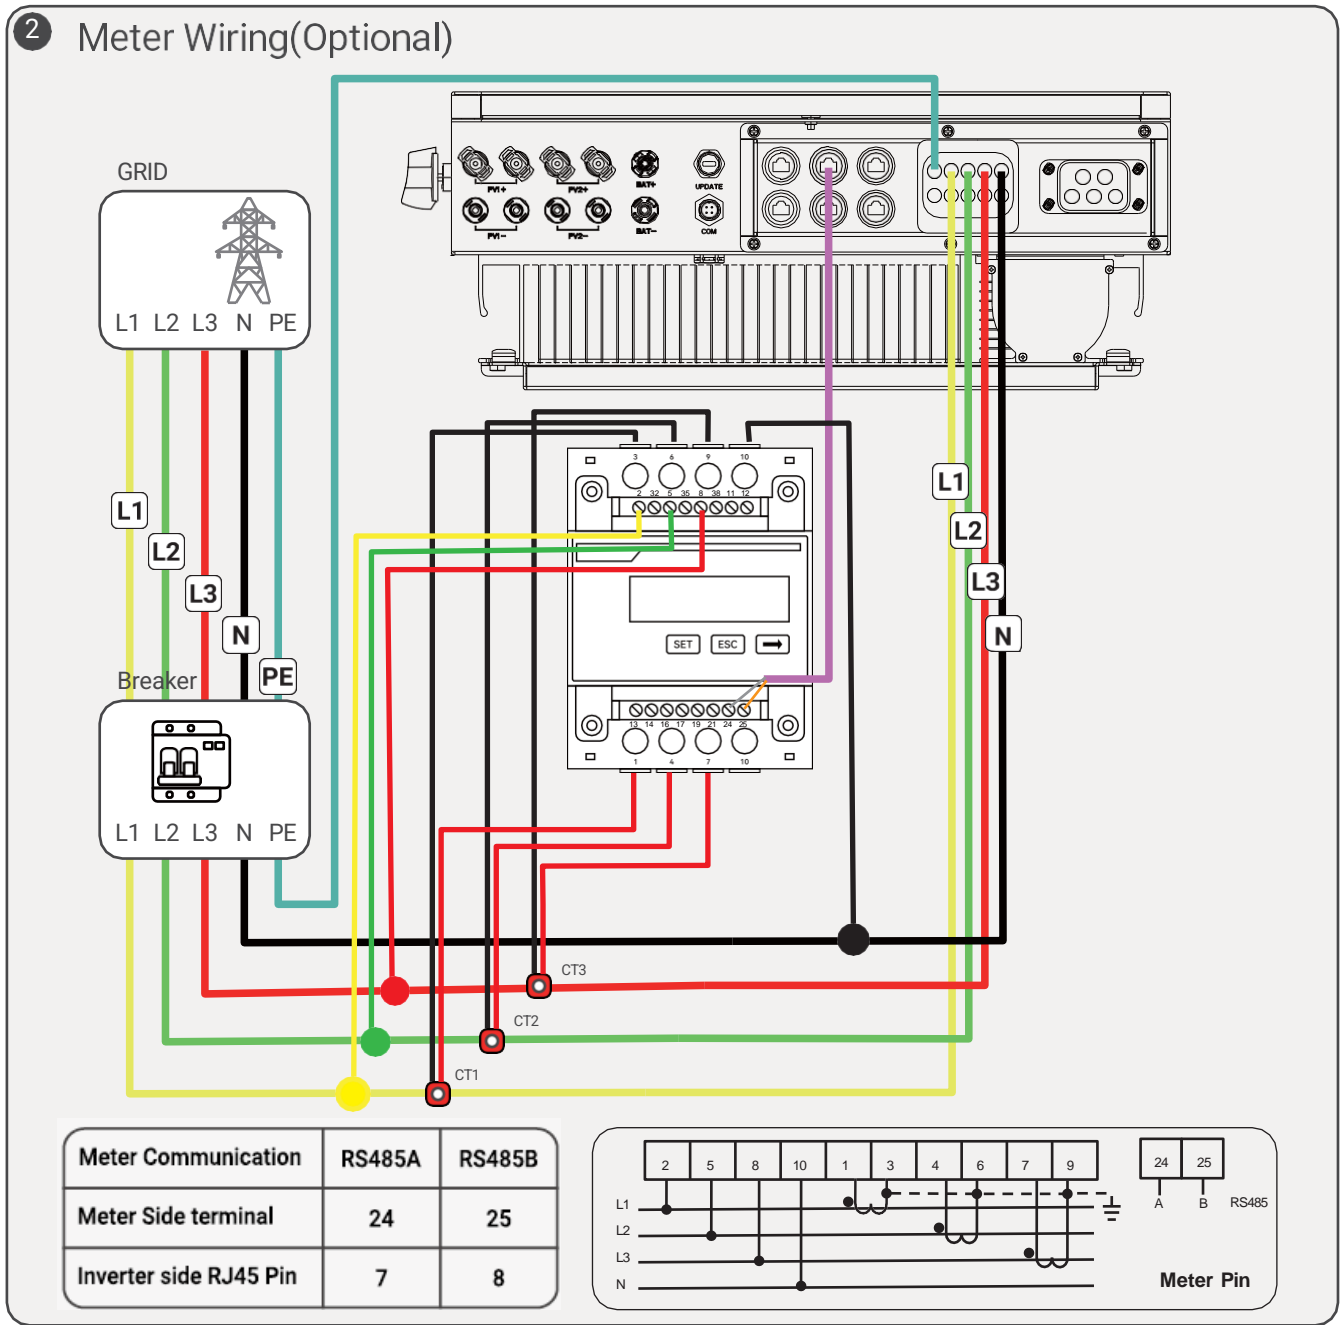 2 Meter Wiring(Optional)
GRID
L1 L2 L3 N PE
PV1+ PV2+ BAT+ UPDATE
PV1- PV2- BAT- COM
L1
L2
L3
N
PE
Breaker
L1 L2 L3 N PE
3 6 9 10
2 32 5 35 8 38 11 12
SET ESC
13 14 16 17 19 21 24 25
1 4 7 10
L1
L2
L3
N
CT3
CT2
CT1
Meter Communication RS485A RS485B
Meter Side terminal 24 25
Inverter side RJ45 Pin 7 8
2 5 8 10 1 3 4 6 7 9 24 25
L1
A B RS485
L2
L3
N
Meter Pin